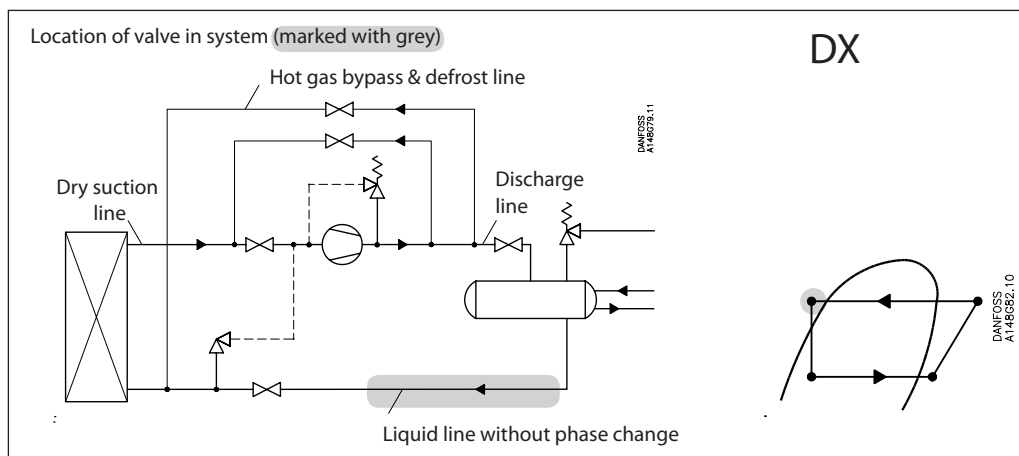 Location of valve in system (marked with grey)
DX
Hot gas bypass & defrost line
DANFOSS
A148G79.11
Dry suction
line
Discharge
line
DANFOSS
A148G82.10
Liquid line without phase change